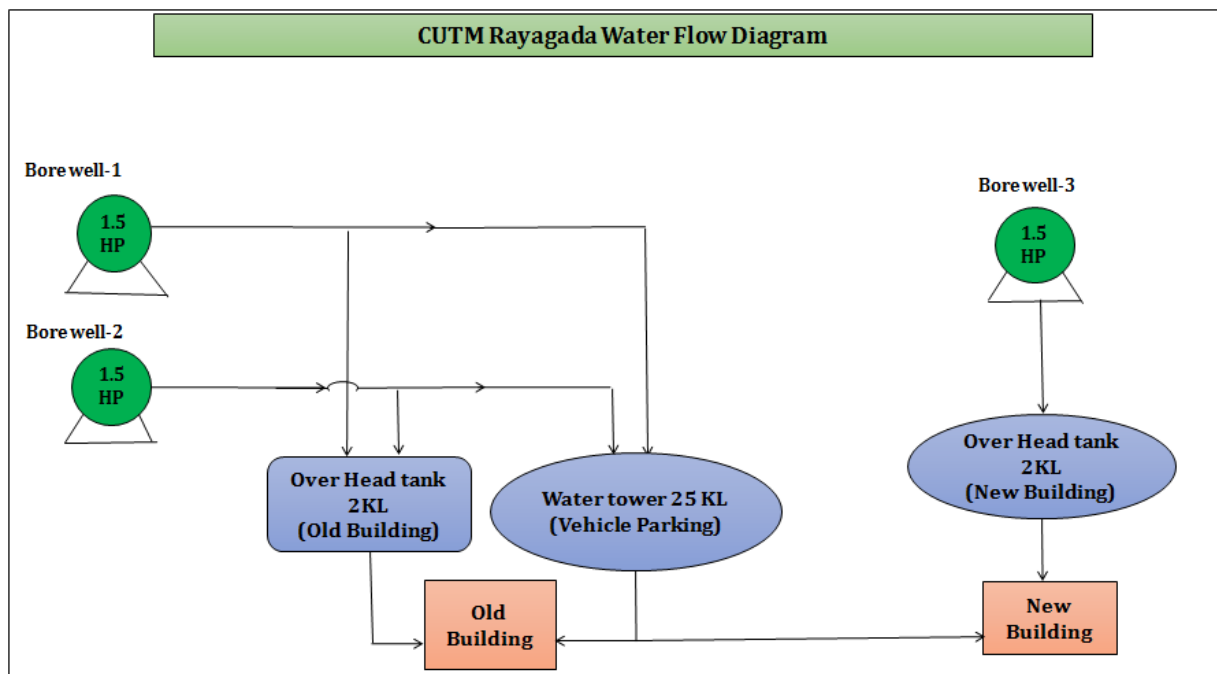 CUTM Rayagada Water Flow Diagram
Bore well-1
1.5
HP
Bore well-3
1.5
HP
Bore well-2
1.5
HP
Over Head tank
2KL
(Old Building)
Water tower 25 KL
(Vehicle Parking)
Over Head tank
2KL
(New Building)
Old
Building
New
Building